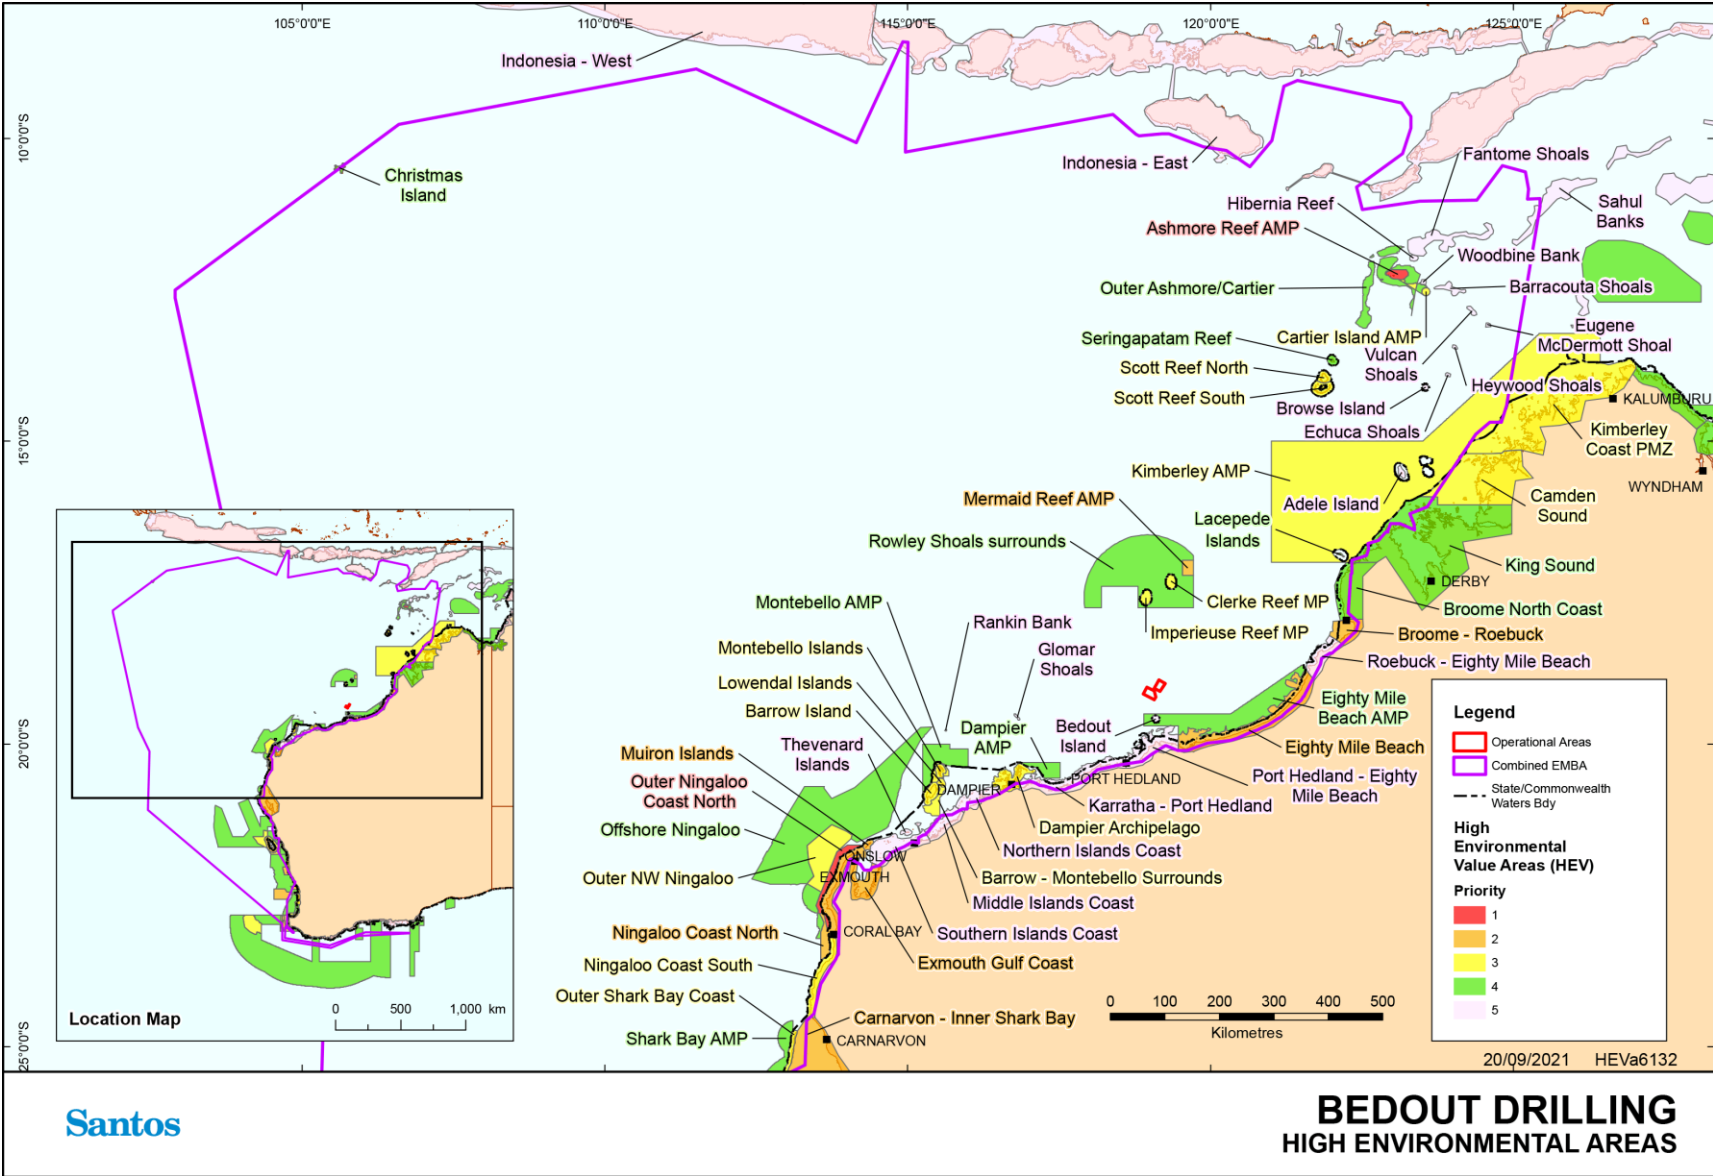 105°0'0"E
110°0'0"E
115°0'0"E
120°0'0"E
125°0'0"E
10°0'0"S
15°0'0"S
20°0'0"S
25°0'0"S
Indonesia - West
Christmas
Island
Indonesia - East
Fantome Shoals
Hibernia Reef
Sahul
Banks
Ashmore Reef AMP
Woodbine Bank
Outer Ashmore/Cartier
Barracouta Shoals
Cartier Island AMP
Eugene
McDermott Shoal
Seringapatam Reef
Vulcan
Shoals
Scott Reef North
Scott Reef South
Heywood Shoals
Browse Island
KALUMBURU
Echuca Shoals
Kimberley
Coast PMZ
Kimberley AMP
WYNDHAM
Adele Island
Camden
Sound
Mermaid Reef AMP
Lacepede
Islands
Rowley Shoals surrounds
King Sound
DERBY
Montebello AMP
Clerke Reef MP
Broome North Coast
Rankin Bank
Imperieuse Reef MP
Broome - Roebuck
Montebello Islands
Glomar
Shoals
Roebuck - Eighty Mile Beach
Lowendal Islands
Barrow Island
Eighty Mile
Beach AMP
Bedout
Island
Dampier
AMP
Thevenard
Islands
Muiron Islands
Eighty Mile Beach
Outer Ningaloo
Coast North
PORT HEDLAND
Port Hedland - Eighty
Mile Beach
DAMPIER
Karratha - Port Hedland
Offshore Ningaloo
Dampier Archipelago
Northern Islands Coast
ONSLOW
EXMOUTH
Outer NW Ningaloo
Barrow - Montebello Surrounds
Middle Islands Coast
Ningaloo Coast North
CORAL BAY
Southern Islands Coast
Ningaloo Coast South
Exmouth Gulf Coast
Outer Shark Bay Coast
Carnarvon - Inner Shark Bay
Shark Bay AMP
CARNARVON
0 100 200 300 400 500
Kilometres
Legend
Operational Areas
Combined EMBA
State/Commonwealth
Waters Bdy
High
Environmental
Value Areas (HEV)
Priority
1
2
3
4
5
20/09/2021 HEVa6132
0 500 1,000 km
Location Map
Santos
BEDOUT DRILLING
HIGH ENVIRONMENTAL AREAS